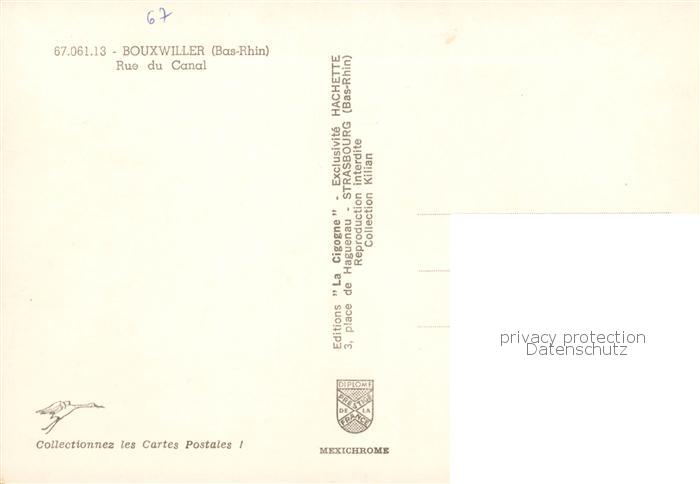 67
67.061.13 - BOUXWILLER (Bas-Rhin)
Rue du Canal
Editions "La Cigogne" - Exclusivité HACHETTE
3, place de Haguenau - STRASBOURG (Bas-Rhin)
Reproduction interdite
Collection Kilian
privacy protection
Datenschutz
DIPLOME
PRESTIGE
DE LA
FRANCE
MEXICHROME
Collectionnez les Cartes Postales !